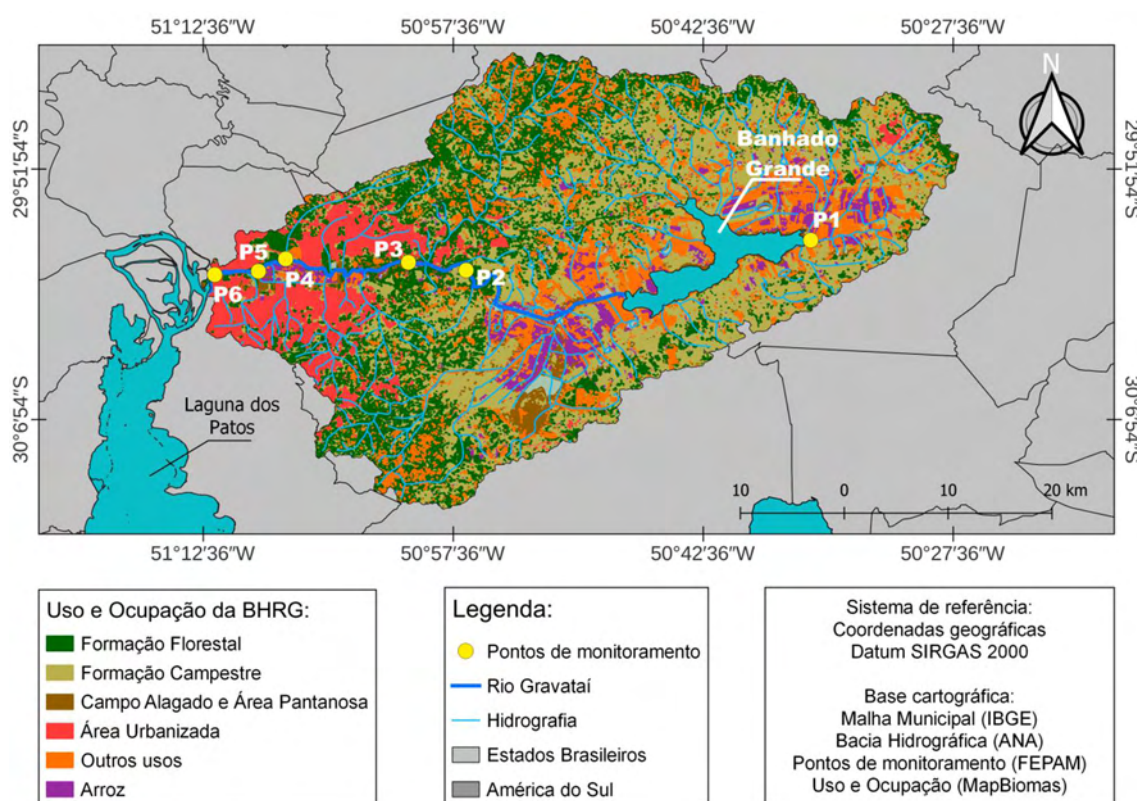 51°12'36"W
50°57'36"W
50°42'36"W
50°27'36"W
N
29°51'54"S
29°51'54"S
Banhado
Grande
P1
P5
P3
P4
P2
P6
Laguna dos
Patos
30°6'54"S
30°6'54"S
10
0
10
20 km
51°12'36"W
50°57'36"W
50°42'36"W
50°27'36"W
Uso e Ocupação da BHRG:
Formação Florestal
Formação Campestre
Campo Alagado e Área Pantanosa
Área Urbanizada
Outros usos
Arroz
Legenda:
Pontos de monitoramento
Rio Gravataí
Hidrografia
Estados Brasileiros
América do Sul
Sistema de referência:
Coordenadas geográficas
Datum SIRGAS 2000
Base cartográfica:
Malha Municipal (IBGE)
Bacia Hidrográfica (ANA)
Pontos de monitoramento (FEPAM)
Uso e Ocupação (MapBiomas)